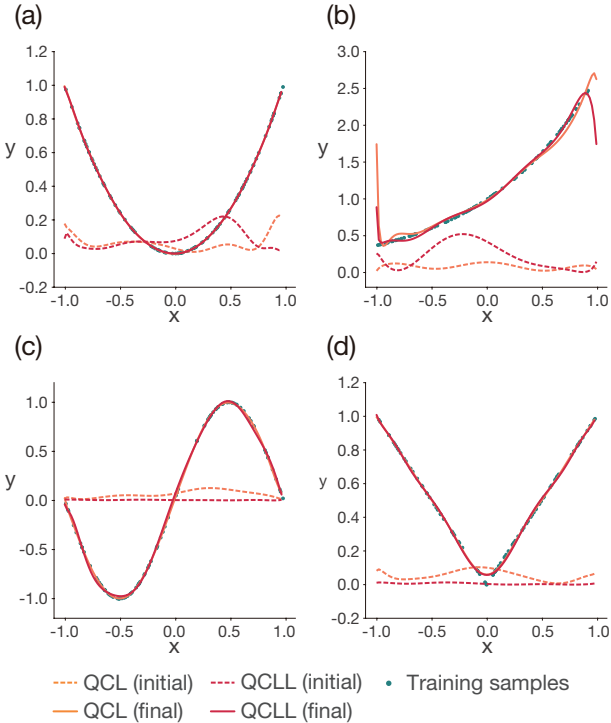 (a)
1.2
1.0
0.8
0.6
0.4
0.2
0.0
-0.2
y
-1.0 -0.5 0.0 0.5 1.0
x
(b)
3.0
2.5
2.0
1.5
1.0
0.5
0.0
y
-1.0 -0.5 0.0 0.5 1.0
x
(c)
1.0
0.5
0.0
-0.5
-1.0
y
-1.0 -0.5 0.0 0.5 1.0
x
(d)
1.2
1.0
0.8
0.6
0.4
0.2
0.0
-0.2
y
-1.0 -0.5 0.0 0.5 1.0
x
QCL (initial) QCLL (initial) Training samples
QCL (final) QCLL (final)